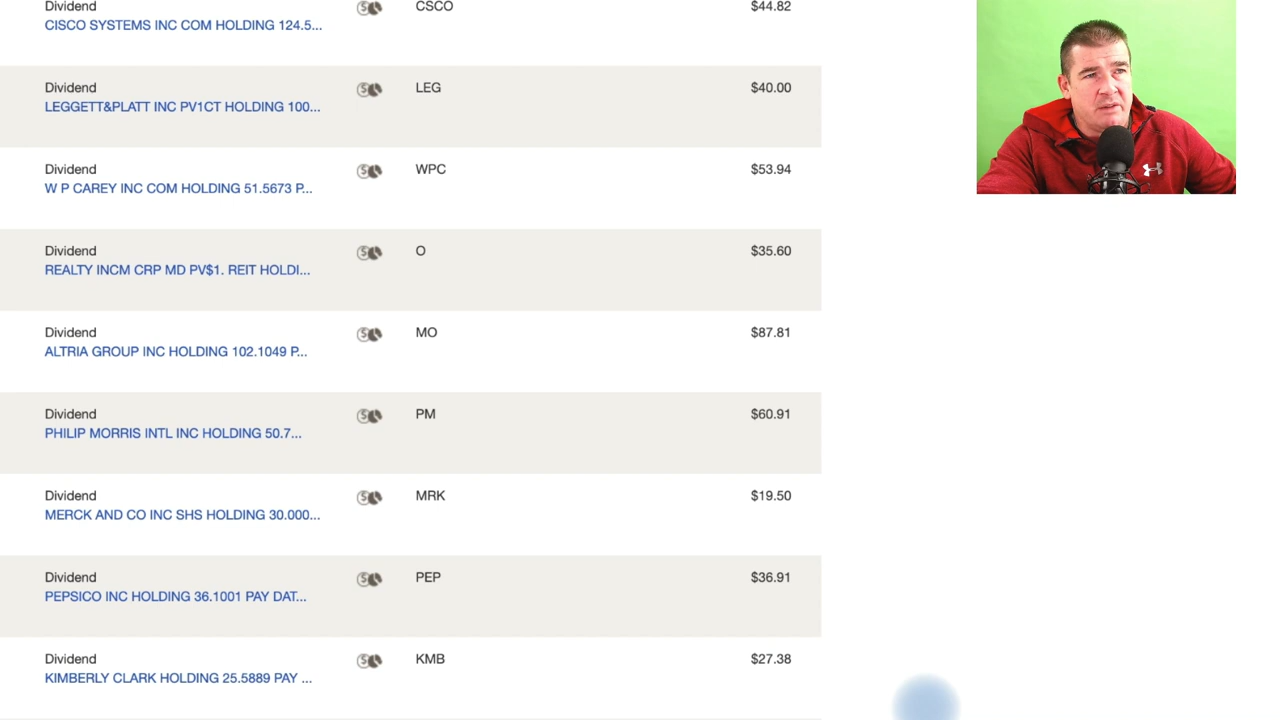 CSCO $44.82
CISCO SYSTEMS INC COM HOLDING 124.5...
Dividend LEG $40.00
LEGGETT&PLATT INC PV1CT HOLDING 100...
Dividend WPC $53.94
W P CAREY INC COM HOLDING 51.5673 P...
Dividend O $35.60
REALTY INCM CRP MD PV$1. REIT HOLDI...
Dividend MO $87.81
ALTRIA GROUP INC HOLDING 102.1049 P...
Dividend PM $60.91
PHILIP MORRIS INTL INC HOLDING 50.7...
Dividend MRK $19.50
MERCK AND CO INC SHS HOLDING 30.000...
Dividend PEP $36.91
PEPSICO INC HOLDING 36.1001 PAY DAT...
Dividend KMB $27.38
KIMBERLY CLARK HOLDING 25.5889 PAY ...